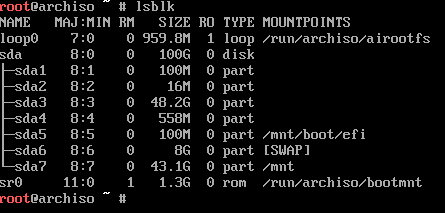 root@archiso ~ # lsblk
NAME   MAJ:MIN RM   SIZE RO TYPE MOUNTPOINTS
loop0    7:0    0 959.8M  1 loop /run/archiso/airootfs
sda      8:0    0   100G  0 disk
├─sda1   8:1    0   100M  0 part
├─sda2   8:2    0    16M  0 part
├─sda3   8:3    0  48.2G  0 part
├─sda4   8:4    0   558M  0 part
├─sda5   8:5    0   100M  0 part /mnt/boot/efi
├─sda6   8:6    0     8G  0 part [SWAP]
└─sda7   8:7    0  43.1G  0 part /mnt
sr0     11:0    1   1.3G  0 rom  /run/archiso/bootmnt
root@archiso ~ #